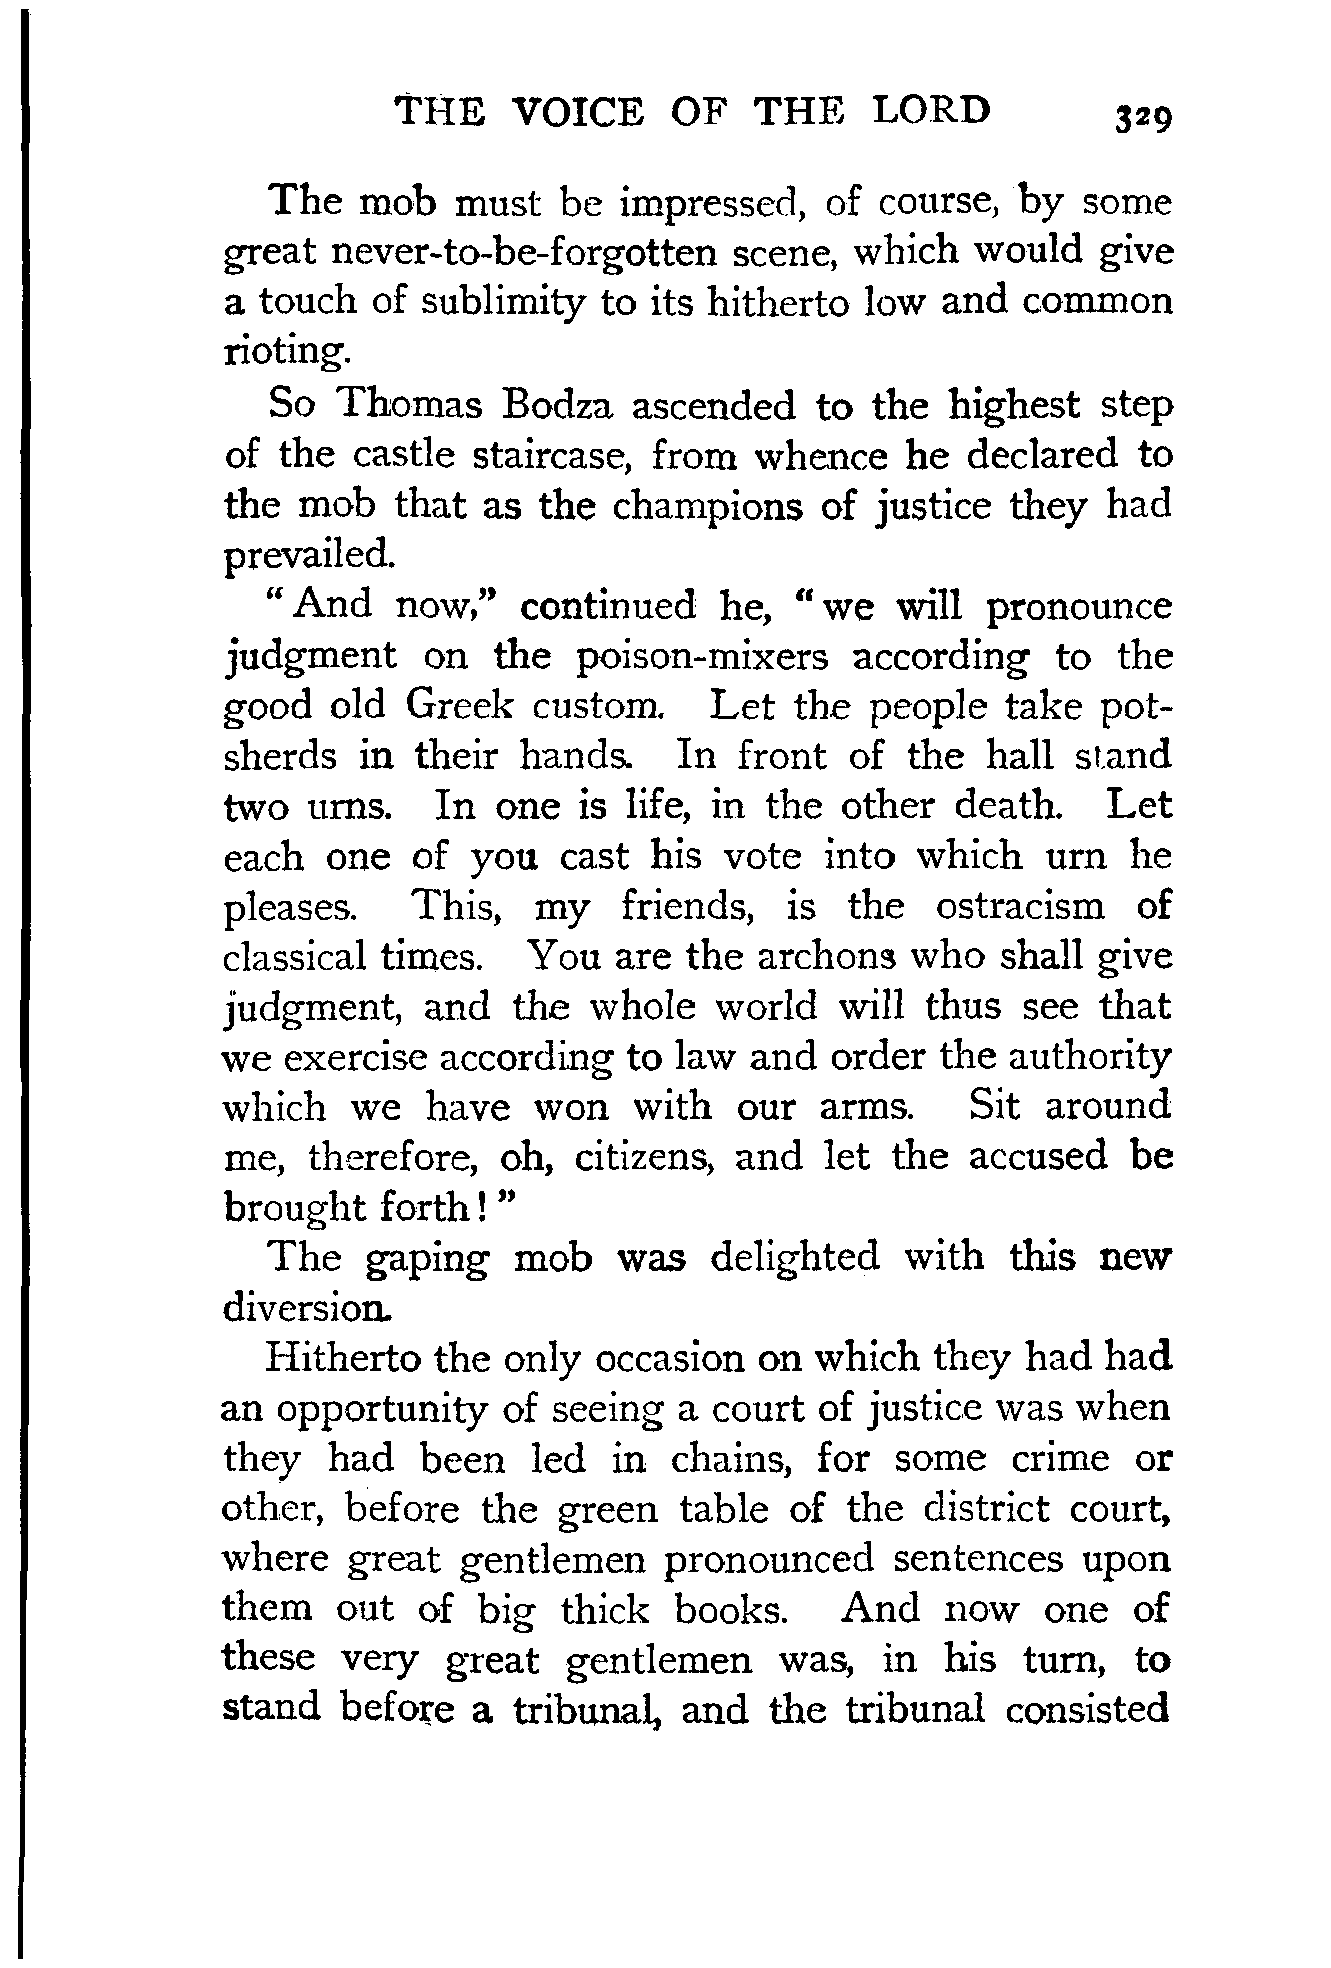 THE VOICE OF THE LORD 329
The mob must be impressed, of course, by some
great never-to-be-forgotten scene, which would give
a touch of sublimity to its hitherto low and common
rioting.
So Thomas Bodza ascended to the highest step
of the castle staircase, from whence he declared to
the mob that as the champions of justice they had
prevailed.
“And now,” continued he, “we will pronounce
judgment on the poison-mixers according to the
good old Greek custom. Let the people take pot-
sherds in their hands. In front of the hall stand
two urns. In one is life, in the other death. Let
each one of you cast his vote into which urn he
pleases. This, my friends, is the ostracism of
classical times. You are the archons who shall give
judgment, and the whole world will thus see that
we exercise according to law and order the authority
which we have won with our arms. Sit around
me, therefore, oh, citizens, and let the accused be
brought forth!”
The gaping mob was delighted with this new
diversion.
Hitherto the only occasion on which they had had
an opportunity of seeing a court of justice was when
they had been led in chains, for some crime or
other, before the green table of the district court,
where great gentlemen pronounced sentences upon
them out of big thick books. And now one of
these very great gentlemen was, in his turn, to
stand before a tribunal, and the tribunal consisted